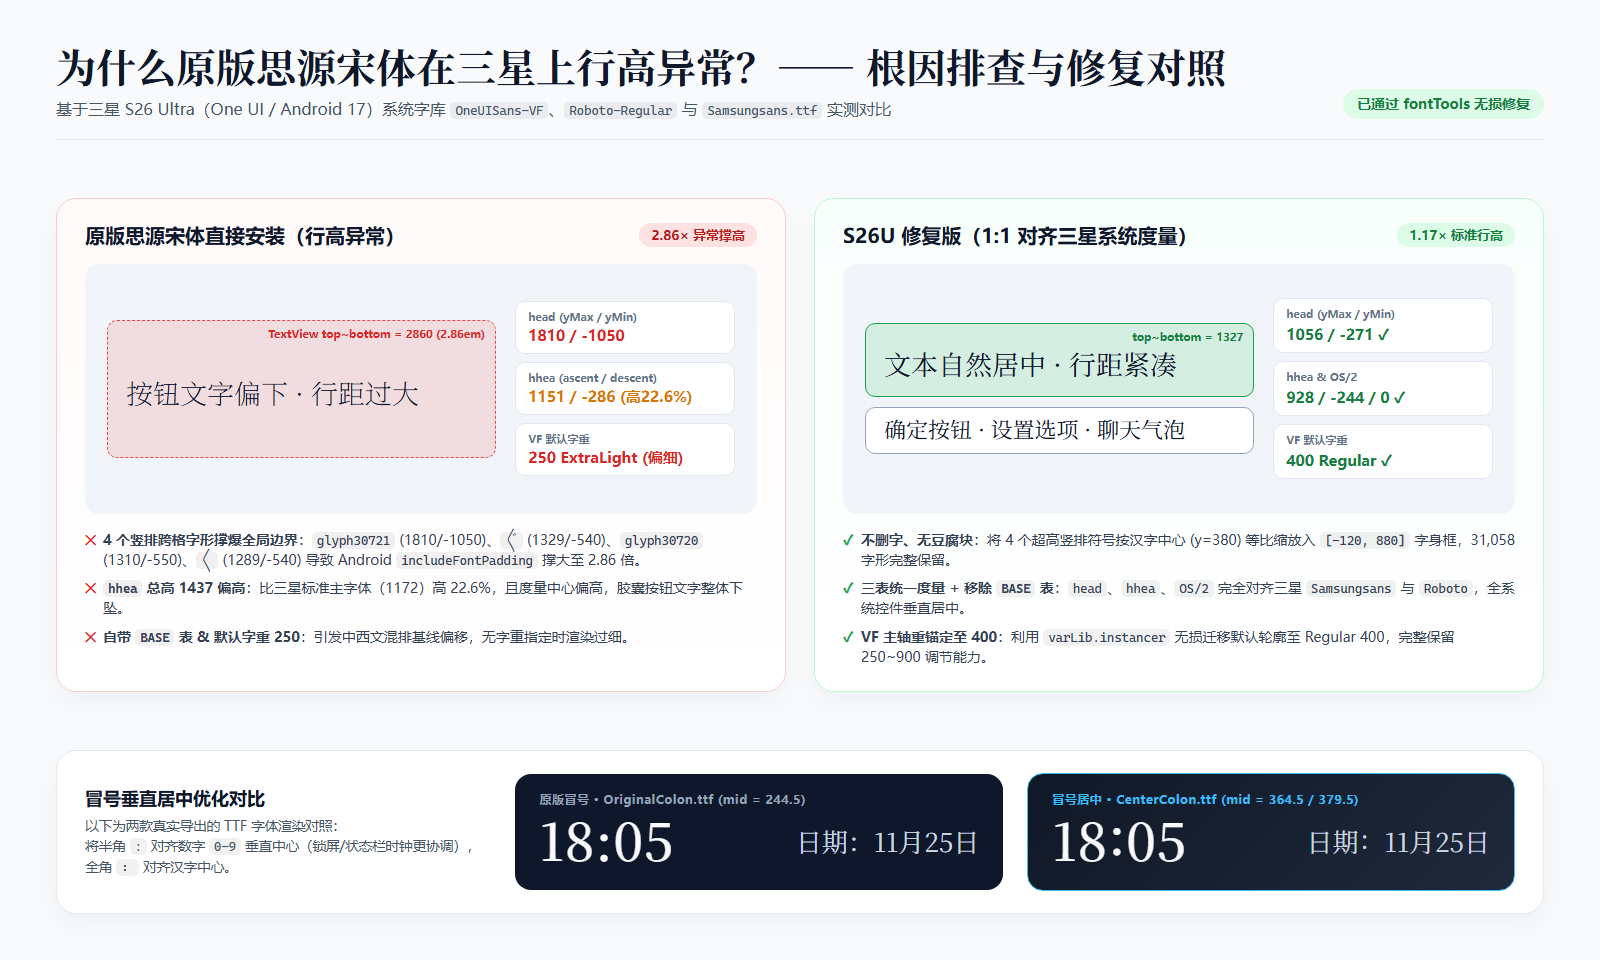 为什么原版思源宋体在三星上行高异常？—— 根因排查与修复对照
基于三星 S26 Ultra（One UI / Android 17）系统字库 OneUISans-VF、Roboto-Regular 与 Samsungsans.ttf 实测对比
已通过 fontTools 无损修复
原版思源宋体直接安装（行高异常）
2.86× 异常撑高
TextView top~bottom = 2860 (2.86em)
按钮文字偏下 · 行距过大
head (yMax / yMin)
1810 / -1050
hhea (ascent / descent)
1151 / -286 (高22.6%)
VF 默认字重
250 ExtraLight (偏细)
✕ 4 个竖排跨格字形撑爆全局边界：glyph30721 (1810/-1050)、〱 (1329/-540)、glyph30720
(1310/-550)、〱 (1289/-540) 导致 Android includeFontPadding 撑大至 2.86 倍。
✕ hhea 总高 1437 偏高：比三星标准主字体（1172）高 22.6%，且度量中心偏高，胶囊按钮文字整体下
坠。
✕ 自带 BASE 表 & 默认字重 250：引发中西文混排基线偏移，无字重指定时渲染过细。
S26U 修复版（1:1 对齐三星系统度量）
1.17× 标准行高
top~bottom = 1327
文本自然居中 · 行距紧凑
确定按钮 · 设置选项 · 聊天气泡
head (yMax / yMin)
1056 / -271 ✓
hhea & OS/2
928 / -244 / 0 ✓
VF 默认字重
400 Regular ✓
✓ 不删字、无豆腐块：将 4 个超高竖排符号按汉字中心 (y=380) 等比缩放入 [-120, 880] 字身框，31,058
字形完整保留。
✓ 三表统一度量 + 移除 BASE 表：head、hhea、OS/2 完全对齐三星 Samsungsans 与 Roboto，全系
统控件垂直居中。
✓ VF 主轴重锚定至 400：利用 varLib.instancer 无损迁移默认轮廓至 Regular 400，完整保留
250~900 调节能力。
冒号垂直居中优化对比
以下为两款真实导出的 TTF 字体渲染对照：
将半角 : 对齐数字 0-9 垂直中心（锁屏/状态栏时钟更协调），
全角 ： 对齐汉字中心。
原版冒号 • OriginalColon.ttf (mid = 244.5)
18:05
日期：11月25日
冒号居中 • CenterColon.ttf (mid = 364.5 / 379.5)
18:05
日期：11月25日